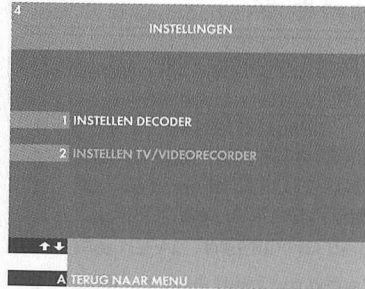 4
INSTELLINGEN
1 INSTELLEN DECODER
2 INSTELLEN TV/VIDEORECORDER
↑ ↓
A TERUG NAAR MENU